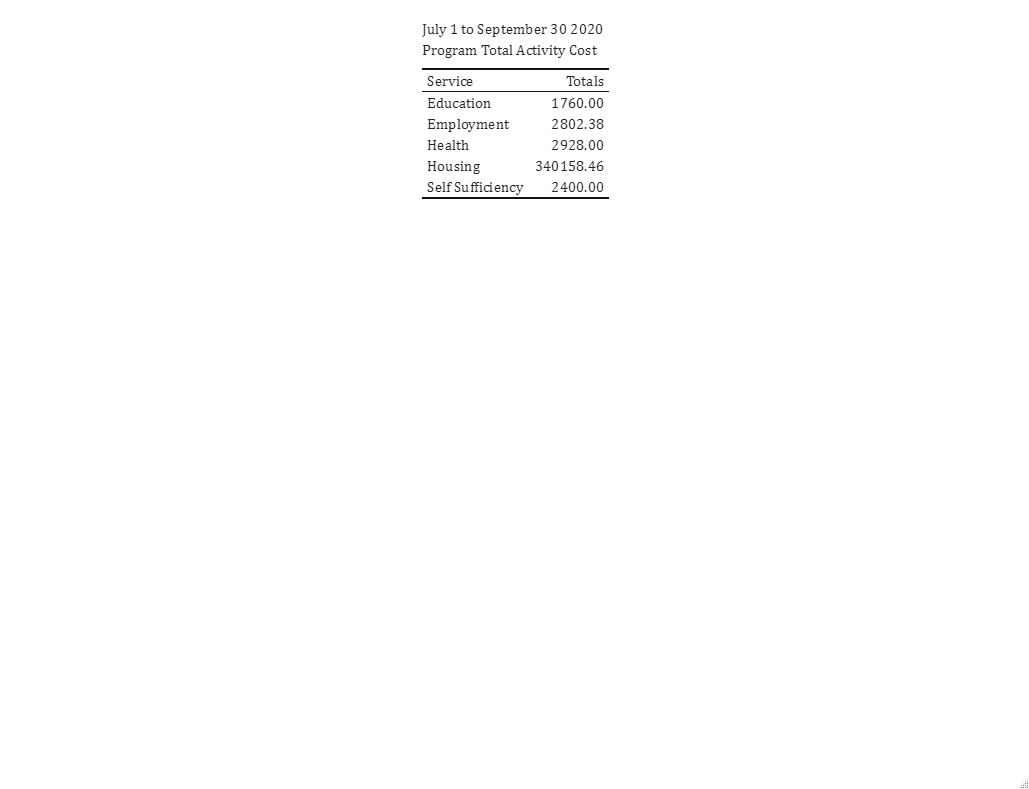 July 1 to September 30 2020
Program Total Activity Cost
Service Totals
Education 1760.00
Employment 2802.38
Health 2928.00
Housing 340158.46
Self Sufficiency 2400.00